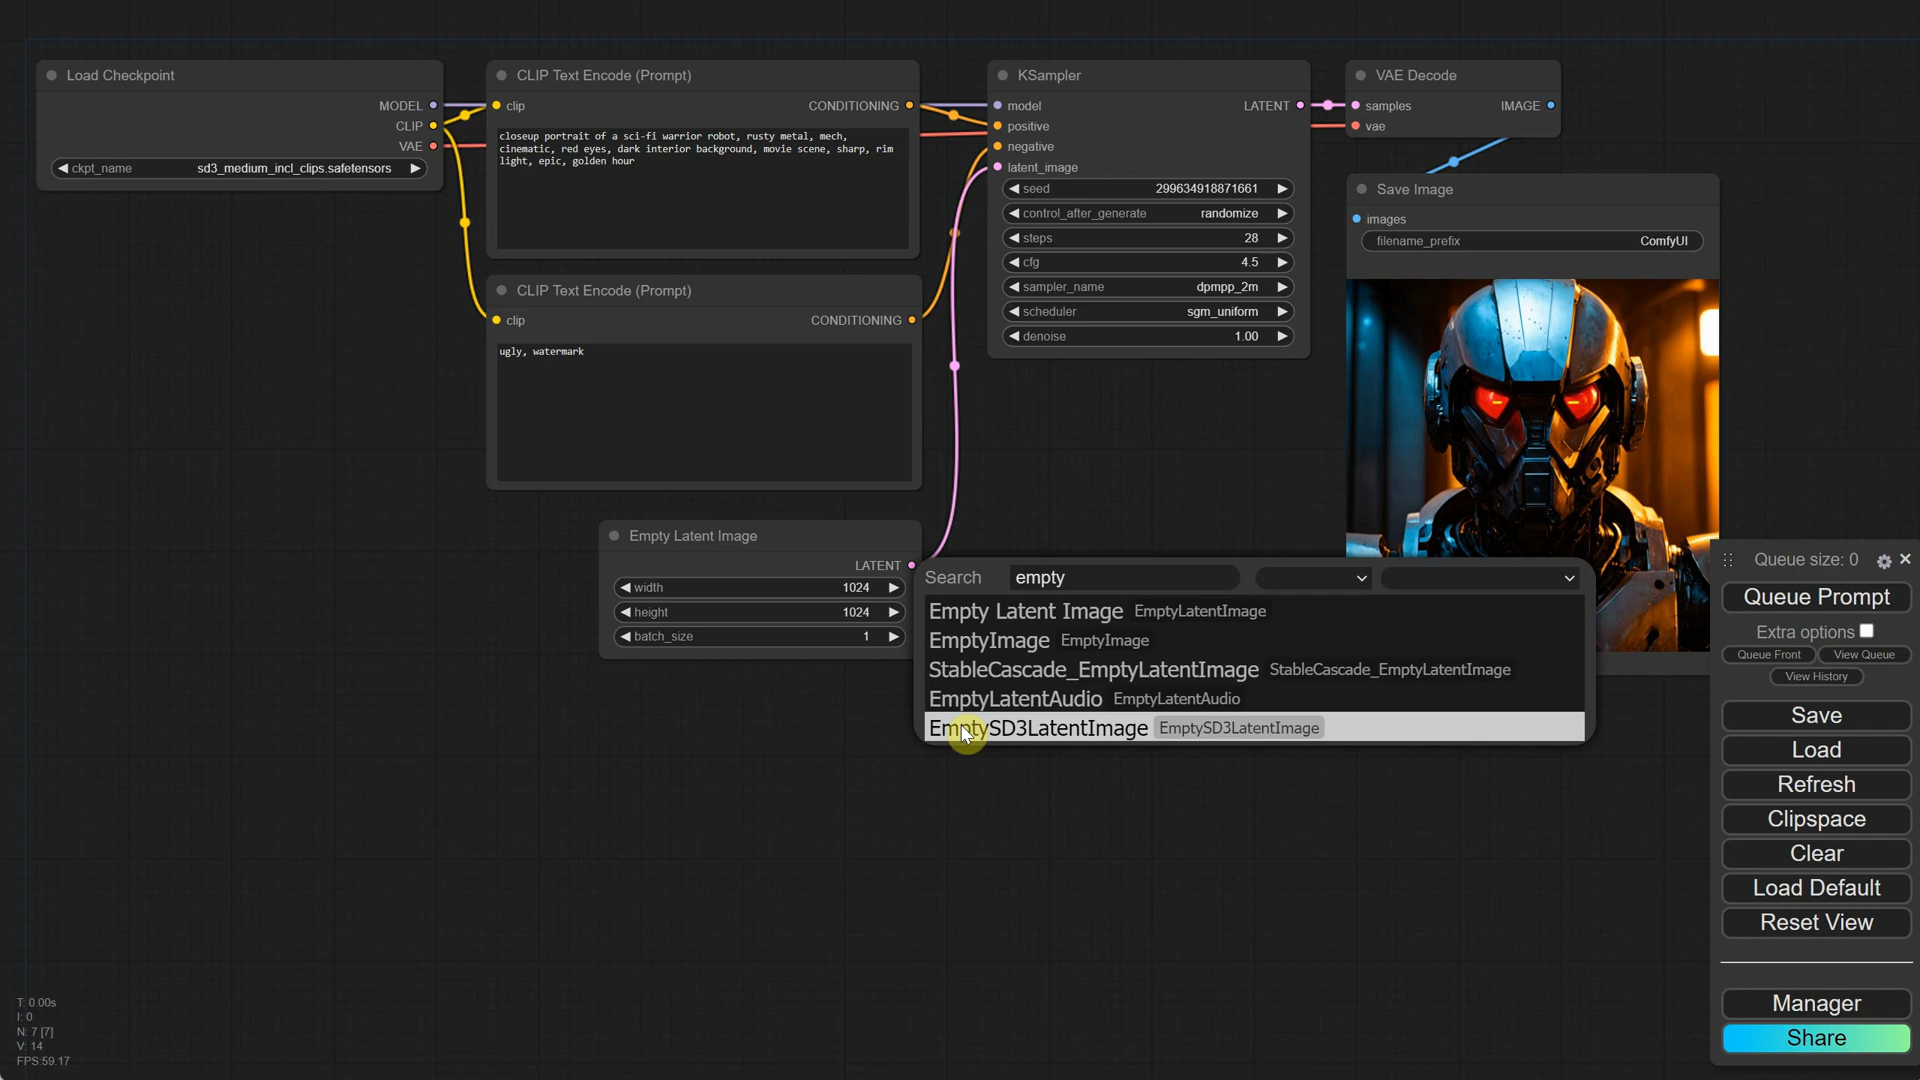 Load Checkpoint
MODEL
CLIP
VAE
ckpt_name sd3_medium_incl_clips.safetensors
CLIP Text Encode (Prompt)
clip CONDITIONING
closeup portrait of a sci-fi warrior robot, rusty metal, mech,
cinematic, red eyes, dark interior background, movie scene, sharp, rim
light, epic, golden hour
CLIP Text Encode (Prompt)
clip CONDITIONING
ugly, watermark
Empty Latent Image
LATENT
width 1024
height 1024
batch_size 1
KSampler
model LATENT
positive
negative
latent_image
seed 299634918871661
control_after_generate randomize
steps 28
cfg 4.5
sampler_name dpmpp_2m
scheduler sgm_uniform
denoise 1.00
VAE Decode
samples IMAGE
vae
Save Image
images
filename_prefix ComfyUI
Search empty
Empty Latent Image EmptyLatentImage
EmptyImage EmptyImage
StableCascade_EmptyLatentImage StableCascade_EmptyLatentImage
EmptyLatentAudio EmptyLatentAudio
EmptySD3LatentImage EmptySD3LatentImage
Queue size: 0
Queue Prompt
Extra options
Queue Front View Queue
View History
Save
Load
Refresh
Clipspace
Clear
Load Default
Reset View
Manager
Share
T: 0.00s
I: 0
N: 7 [7]
V: 14
FPS:59.17